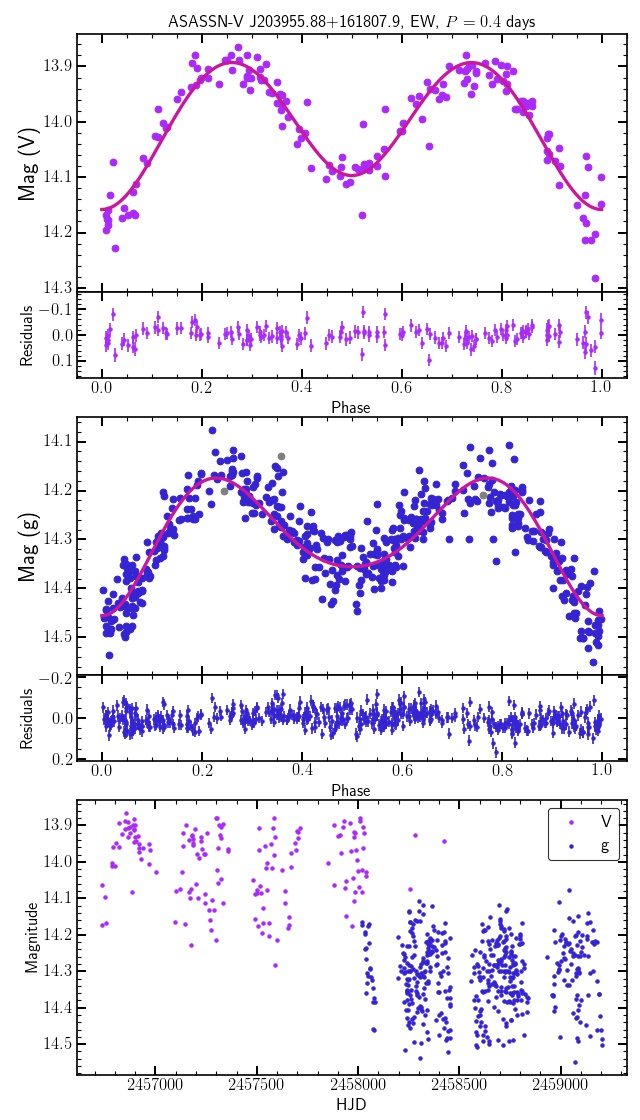 ASASSN-V J203955.88+161807.9, EW, P = 0.4 days
Mag (V)
13.9
14.0
14.1
14.2
14.3
Residuals
−0.1
0.0
0.1
0.0 0.2 0.4 0.6 0.8 1.0
Phase
Mag (g)
14.1
14.2
14.3
14.4
14.5
Residuals
−0.2
0.0
0.2
0.0 0.2 0.4 0.6 0.8 1.0
Phase
Magnitude
13.9
14.0
14.1
14.2
14.3
14.4
14.5
V
g
2457000 2457500 2458000 2458500 2459000
HJD